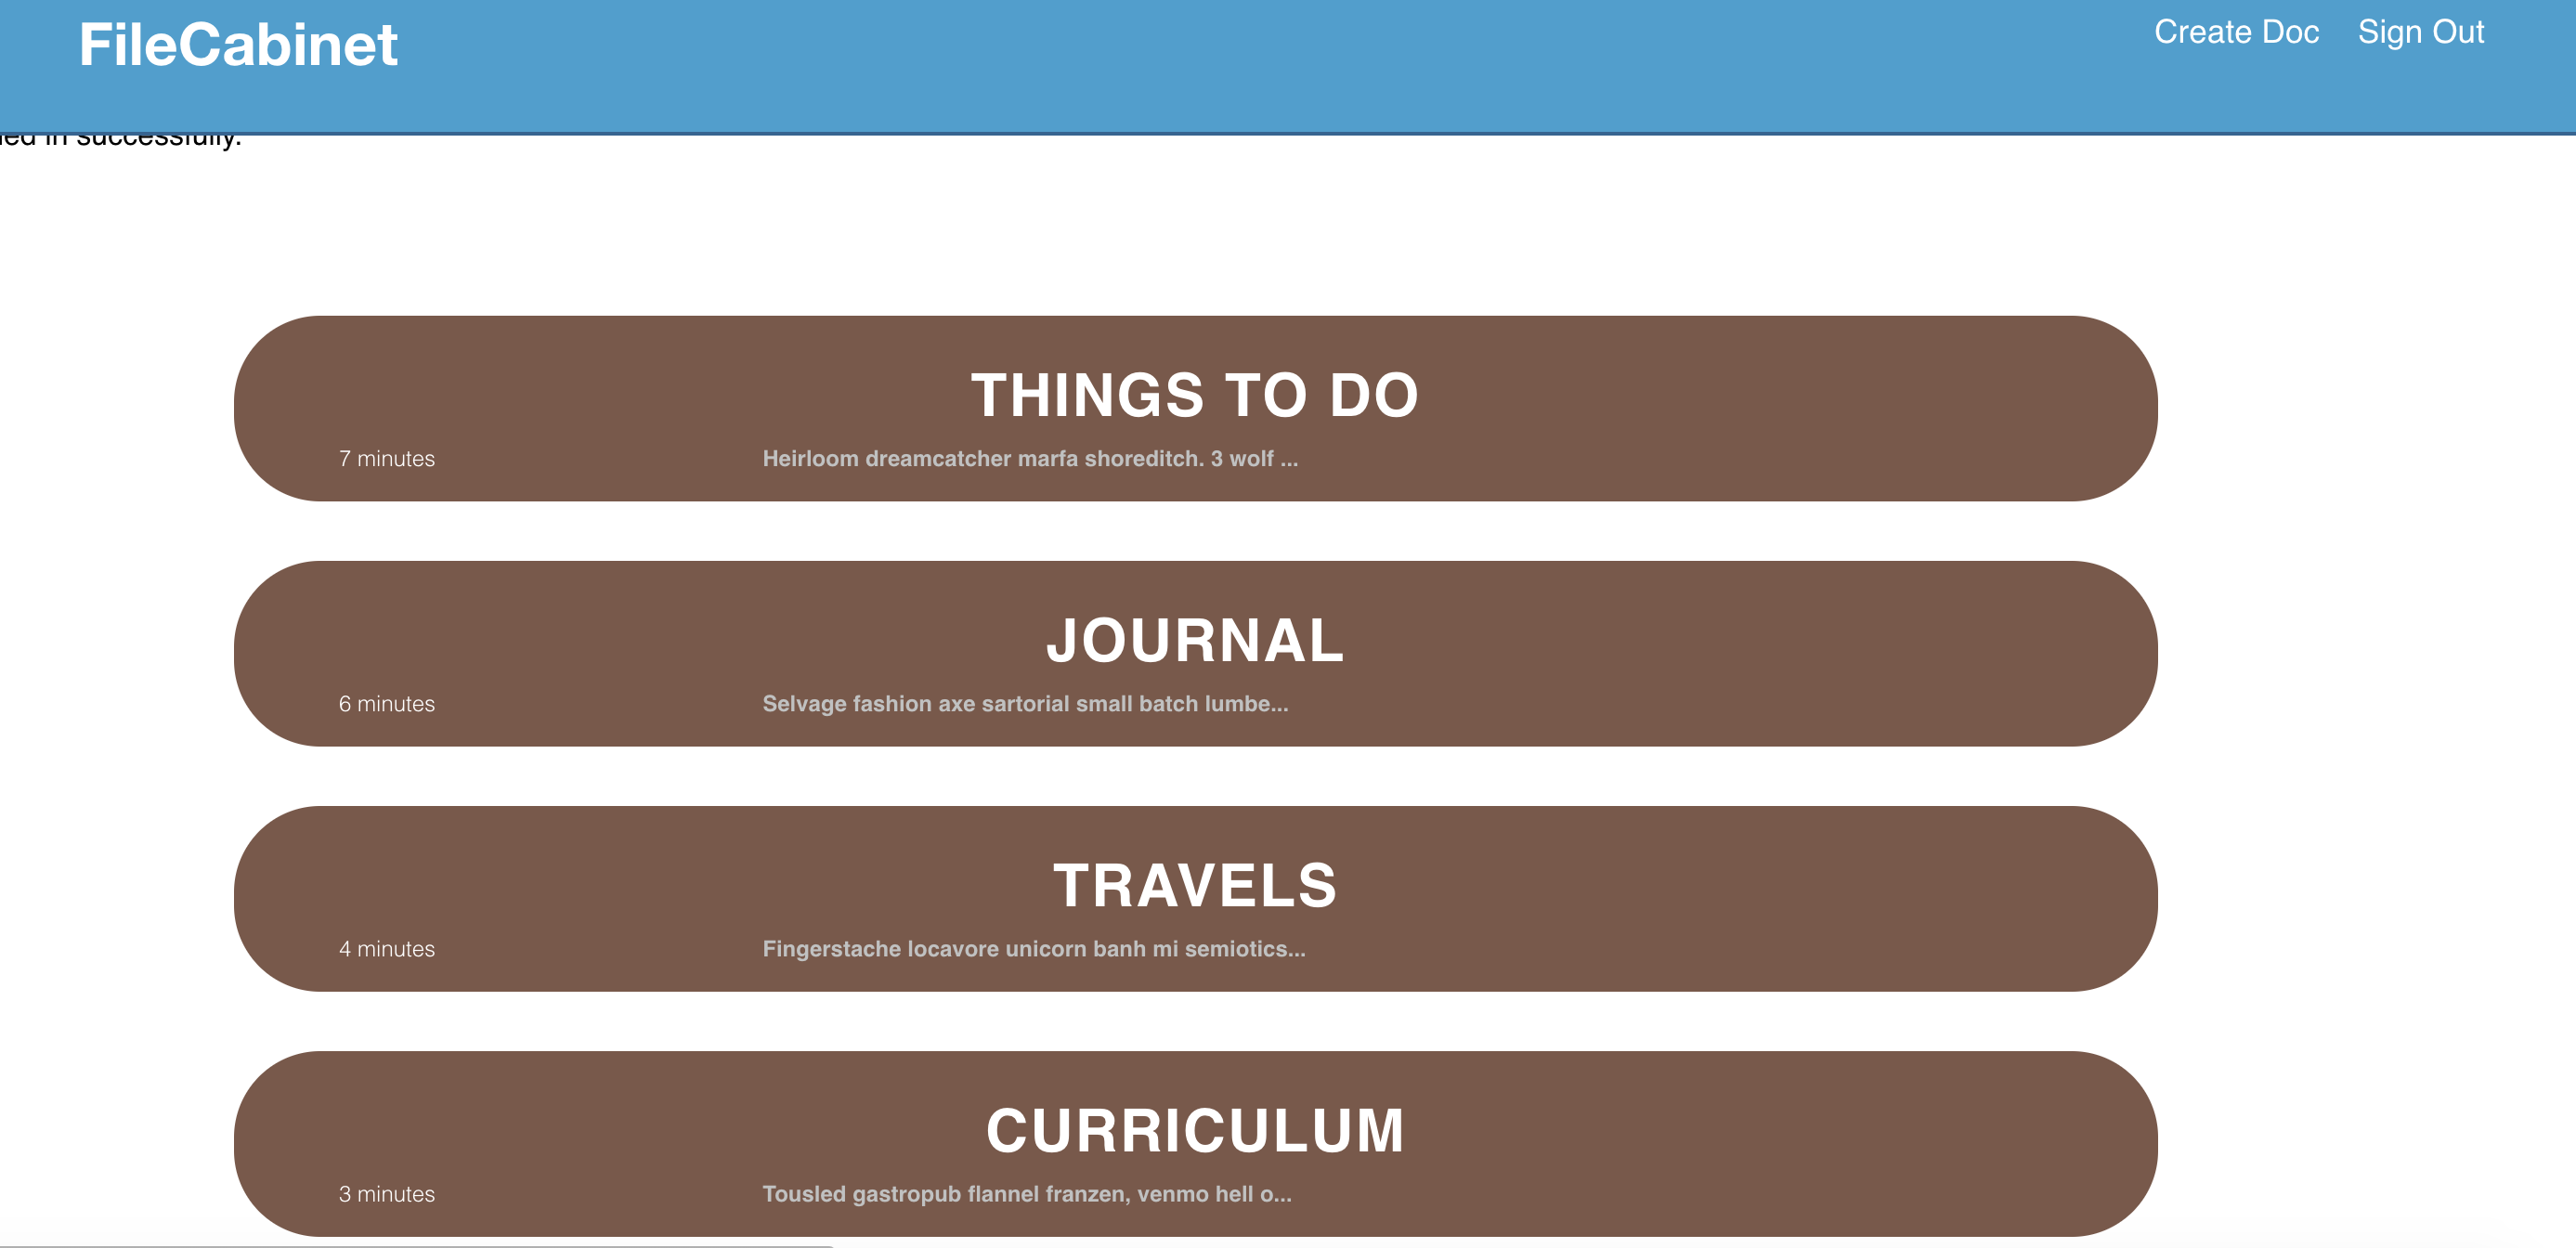 FileCabinet
Create Doc Sign Out
in successfully.
THINGS TO DO
7 minutes Heirloom dreamcatcher marfa shoreditch. 3 wolf ...
JOURNAL
6 minutes Selvage fashion axe sartorial small batch lumbe...
TRAVELS
4 minutes Fingerstache locavore unicorn banh mi semiotics...
CURRICULUM
3 minutes Tousled gastropub flannel franzen, venmo hell o...